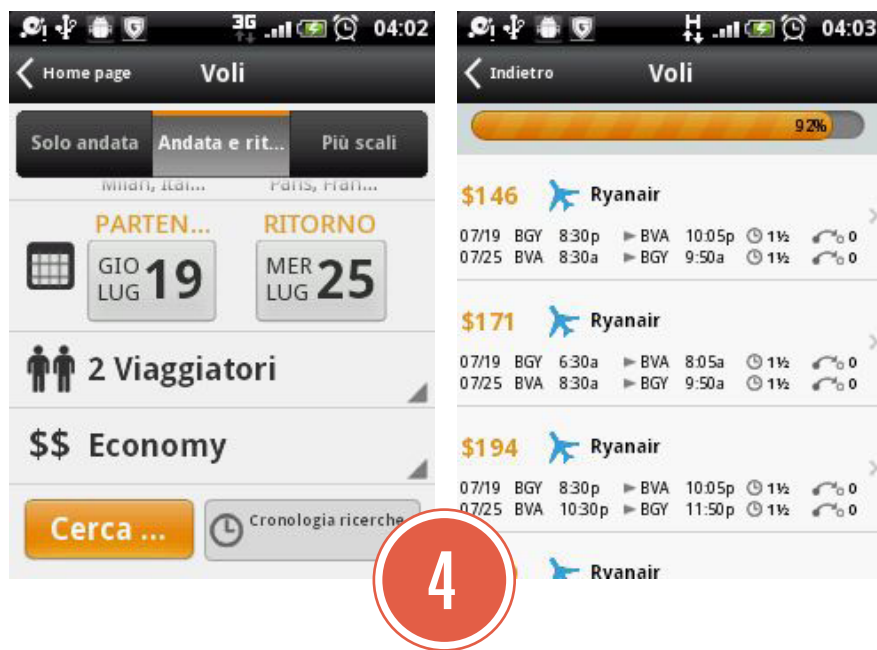 3G 04:02
Home page Voli
Solo andata Andata e rit... Più scali
Milan, Ital... Paris, Fran...
PARTEN... RITORNO
GIO LUG 19 MER LUG 25
2 Viaggiatori
$$ Economy
Cerca ... Cronologia ricerche
H 04:03
Indietro Voli
92%
$146 Ryanair
07/19 BGY 8:30p BVA 10:05p 1½ 0
07/25 BVA 8:30a BGY 9:50a 1½ 0
$171 Ryanair
07/19 BGY 6:30a BVA 8:05a 1½ 0
07/25 BVA 8:30a BGY 9:50a 1½ 0
$194 Ryanair
07/19 BGY 8:30p BVA 10:05p 1½ 0
07/25 BVA 10:30p BGY 11:50p 1½ 0
Ryanair
4